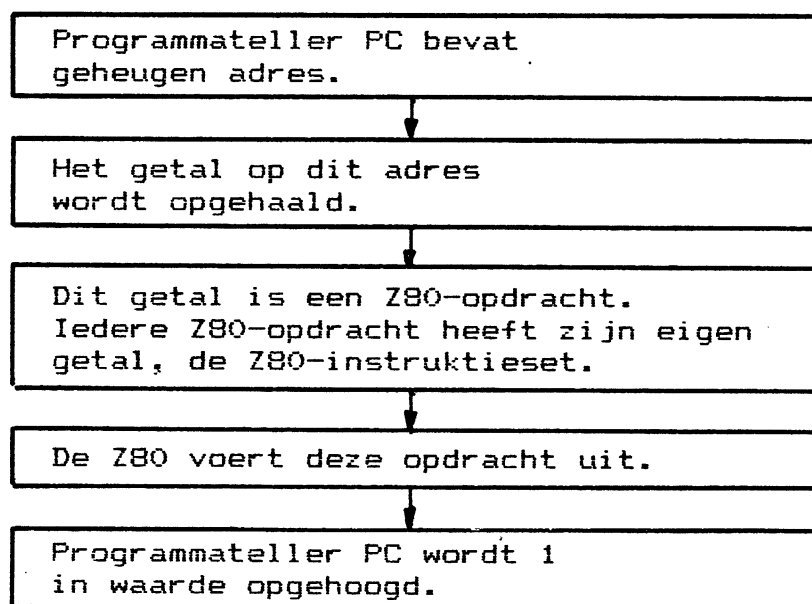 Programmateller PC bevat
geheugen adres.
Het getal op dit adres
wordt opgehaald.
Dit getal is een Z80-opdracht.
Iedere Z80-opdracht heeft zijn eigen
getal, de Z80-instruktieset.
De Z80 voert deze opdracht uit.
Programmateller PC wordt 1
in waarde opgehoogd.